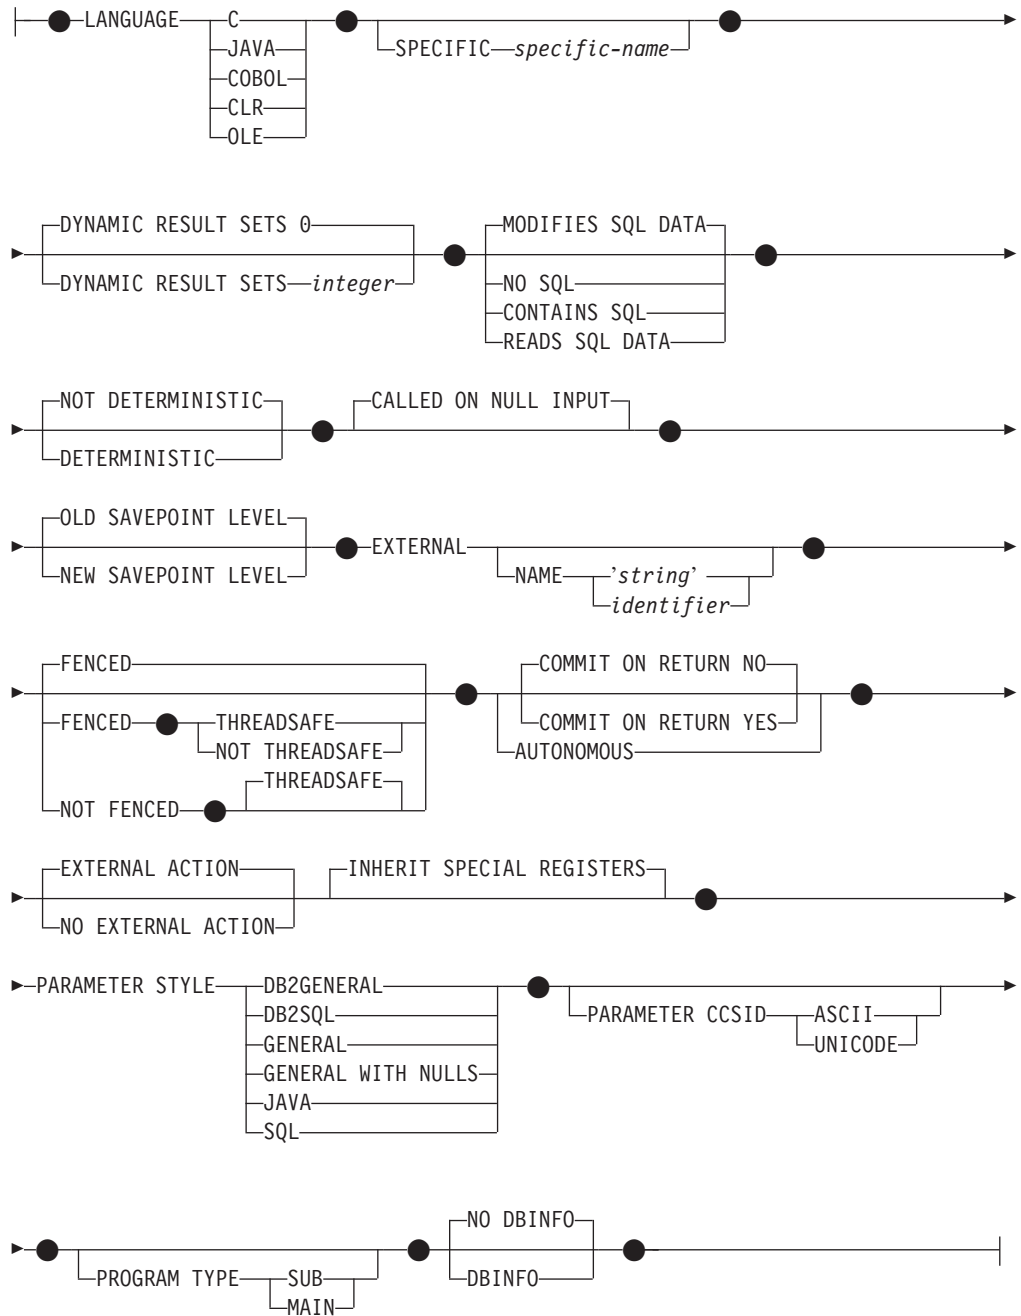 LANGUAGE C SPECIFIC specific-name
JAVA
COBOL
CLR
OLE
DYNAMIC RESULT SETS 0 MODIFIES SQL DATA
DYNAMIC RESULT SETS integer NO SQL
CONTAINS SQL
READS SQL DATA
NOT DETERMINISTIC CALLED ON NULL INPUT
DETERMINISTIC
OLD SAVEPOINT LEVEL EXTERNAL
NEW SAVEPOINT LEVEL NAME 'string'
identifier
FENCED COMMIT ON RETURN NO
FENCED THREADSAFE COMMIT ON RETURN YES
NOT THREADSAFE AUTONOMOUS
THREADSAFE
NOT FENCED
EXTERNAL ACTION INHERIT SPECIAL REGISTERS
NO EXTERNAL ACTION
PARAMETER STYLE DB2GENERAL PARAMETER CCSID ASCII
DB2SQL UNICODE
GENERAL
GENERAL WITH NULLS
JAVA
SQL
NO DBINFO
PROGRAM TYPE SUB DBINFO
MAIN